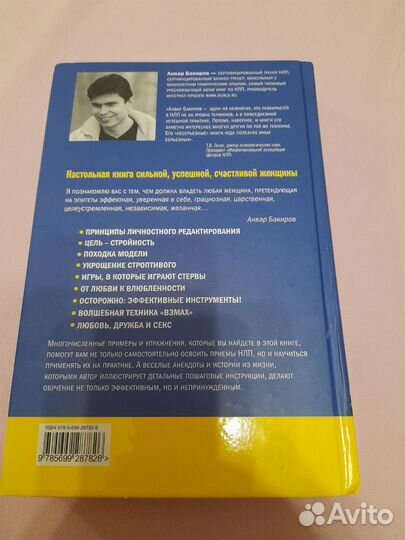 Анвар Бакиров — сертифицированный тренер НЛП,
сертифицированный бизнес-тренер, консультант с
многолетним практическим опытом, самый читаемый
русскоязычный автор книг по НЛП, руководитель
интернет-проекта
«Анвар Бакиров — один из немногих, кто разбирается
в НЛП не на уровне терминов, а в повседневной
успешной практике. Потому, наверное, и книги его
заметно интереснее многих других по той же тематике.
Его «несерьезные» книги куда полезнее иных
серьезных».
Т.В. Гагин, доктор психологических наук,
Президент «Межрегиональной ассоциации
Центров НЛП»
Настольная книга сильной, успешной, счастливой женщины
Я познакомлю вас с тем, чем должна владеть любая женщина, претендующая
на эпитеты эффектная, уверенная в себе, грациозная, царственная,
целеустремленная, независимая, желанная...
Анвар Бакиров
• ПРИНЦИПЫ ЛИЧНОСТНОГО РЕДАКТИРОВАНИЯ
• ЦЕЛЬ – СТРОЙНОСТЬ
• ПОХОДКА МОДЕЛИ
• УКРОЩЕНИЕ СТРОПТИВОГО
• ИГРЫ, В КОТОРЫЕ ИГРАЮТ СТЕРВЫ
• ОТ ЛЮБВИ К ВЛЮБЛЕННОСТИ
• ОСТОРОЖНО: ЭФФЕКТИВНЫЕ ИНСТРУМЕНТЫ!
• ВОЛШЕБНАЯ ТЕХНИКА «ВЗМАХ»
• ЛЮБОВЬ, ДРУЖБА И СЕКС
Многочисленные примеры и упражнения, которые вы найдете в этой книге,
помогут вам не только самостоятельно освоить приемы НЛП, но и научиться
применять их на практике. А веселые анекдоты и истории из жизни,
которыми автор иллюстрирует детальные пошаговые инструкции, делают
обучение не только эффективным, но и непринужденным.
ISBN 978-5-699-28782-6
9 785699 287826 >
Avito